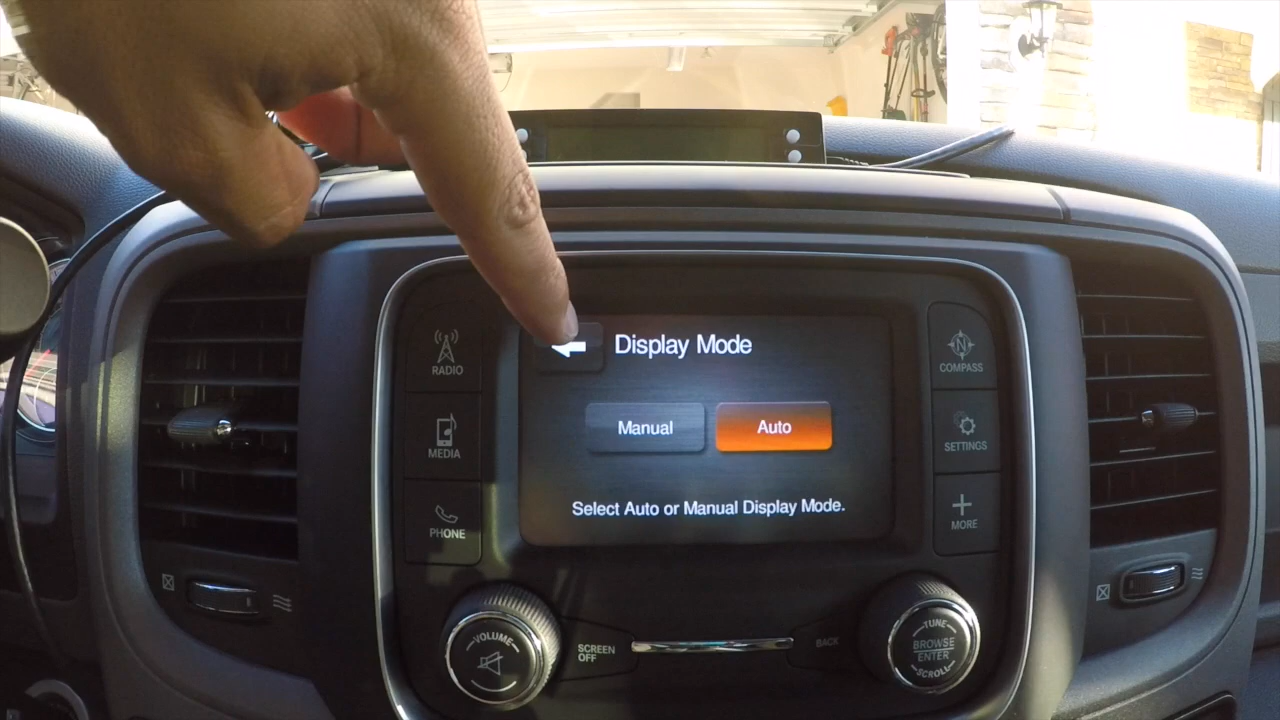 Display Mode
Manual
Auto
Select Auto or Manual Display Mode.
RADIO
MEDIA
PHONE
N
COMPASS
SETTINGS
MORE
VOLUME
SCREEN
OFF
BACK
TUNE
BROWSE
ENTER
SCROLL